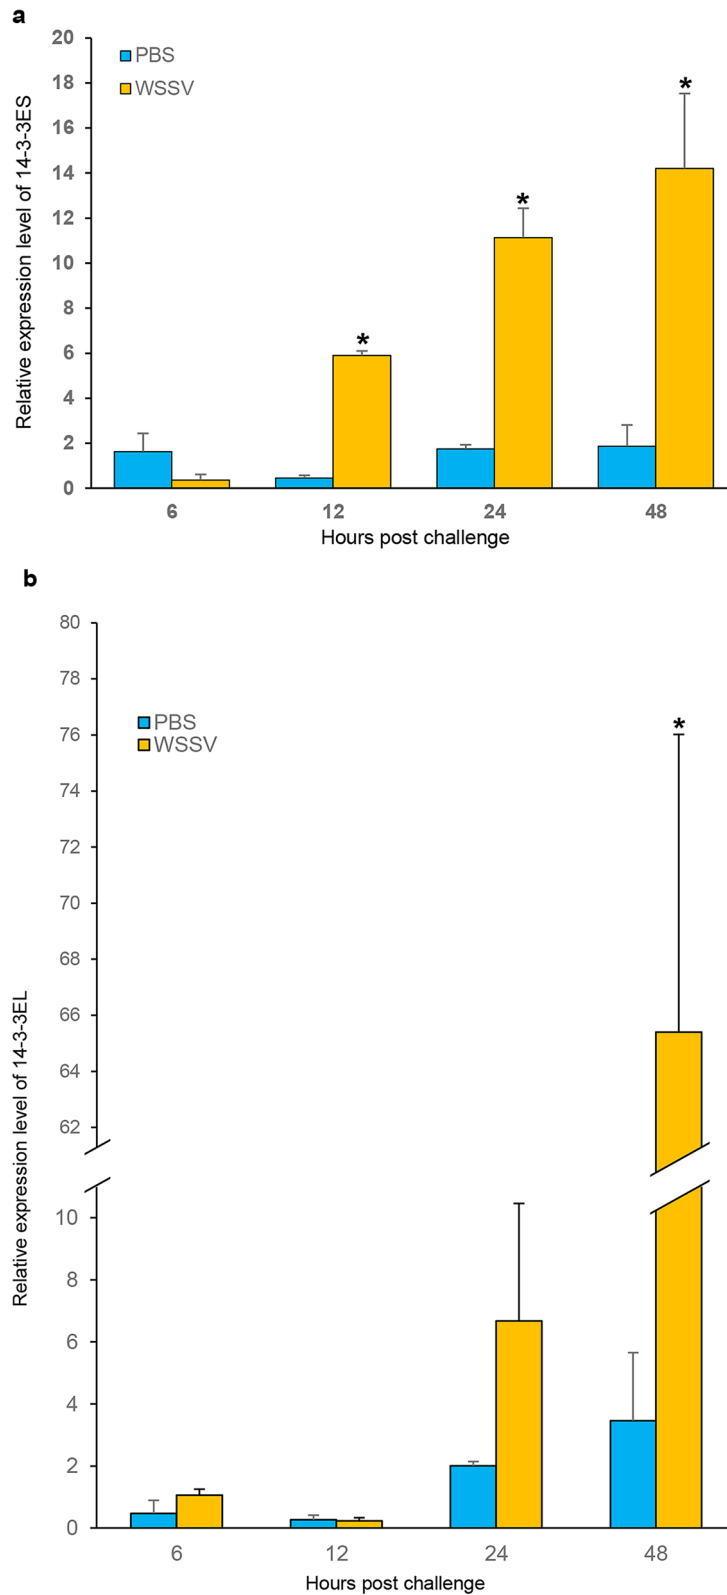 a
Relative expression level of 14-3-3ES
20
18
16
14
12
10
8
6
4
2
0
PBS
WSSV
*
*
*
6 12 24 48
Hours post challenge
b
Relative expression level of 14-3-3EL
80
78
76
74
72
70
68
66
64
62
10
8
6
4
2
0
PBS
WSSV
*
6 12 24 48
Hours post challenge